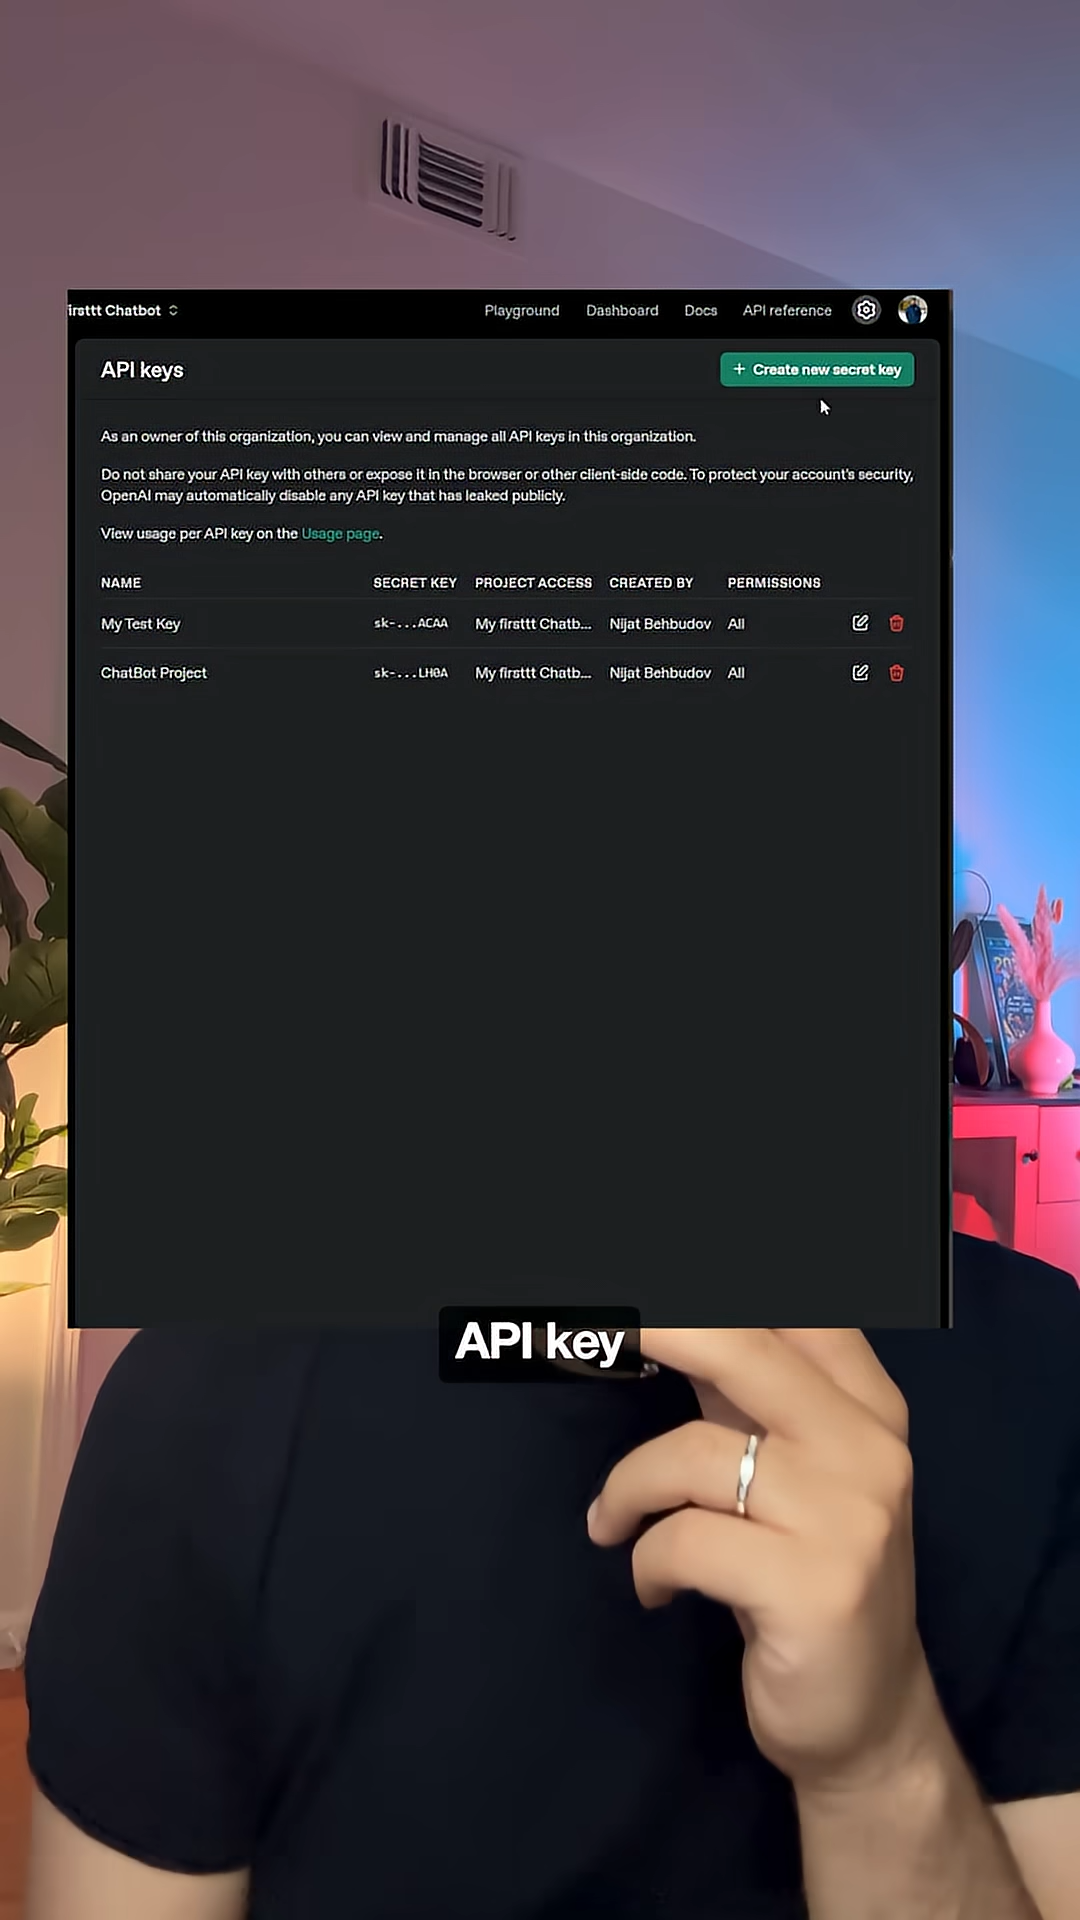 irsttt Chatbot
Playground Dashboard Docs API reference
API keys
+ Create new secret key
As an owner of this organization, you can view and manage all API keys in this organization.
Do not share your API key with others or expose it in the browser or other client-side code. To protect your account's security,
OpenAI may automatically disable any API key that has leaked publicly.
View usage per API key on the Usage page.
NAME SECRET KEY PROJECT ACCESS CREATED BY PERMISSIONS
My Test Key sk-...ACAA My firsttt Chatb... Nijat Behbudov All
ChatBot Project sk-...LH0A My firsttt Chatb... Nijat Behbudov All
API key